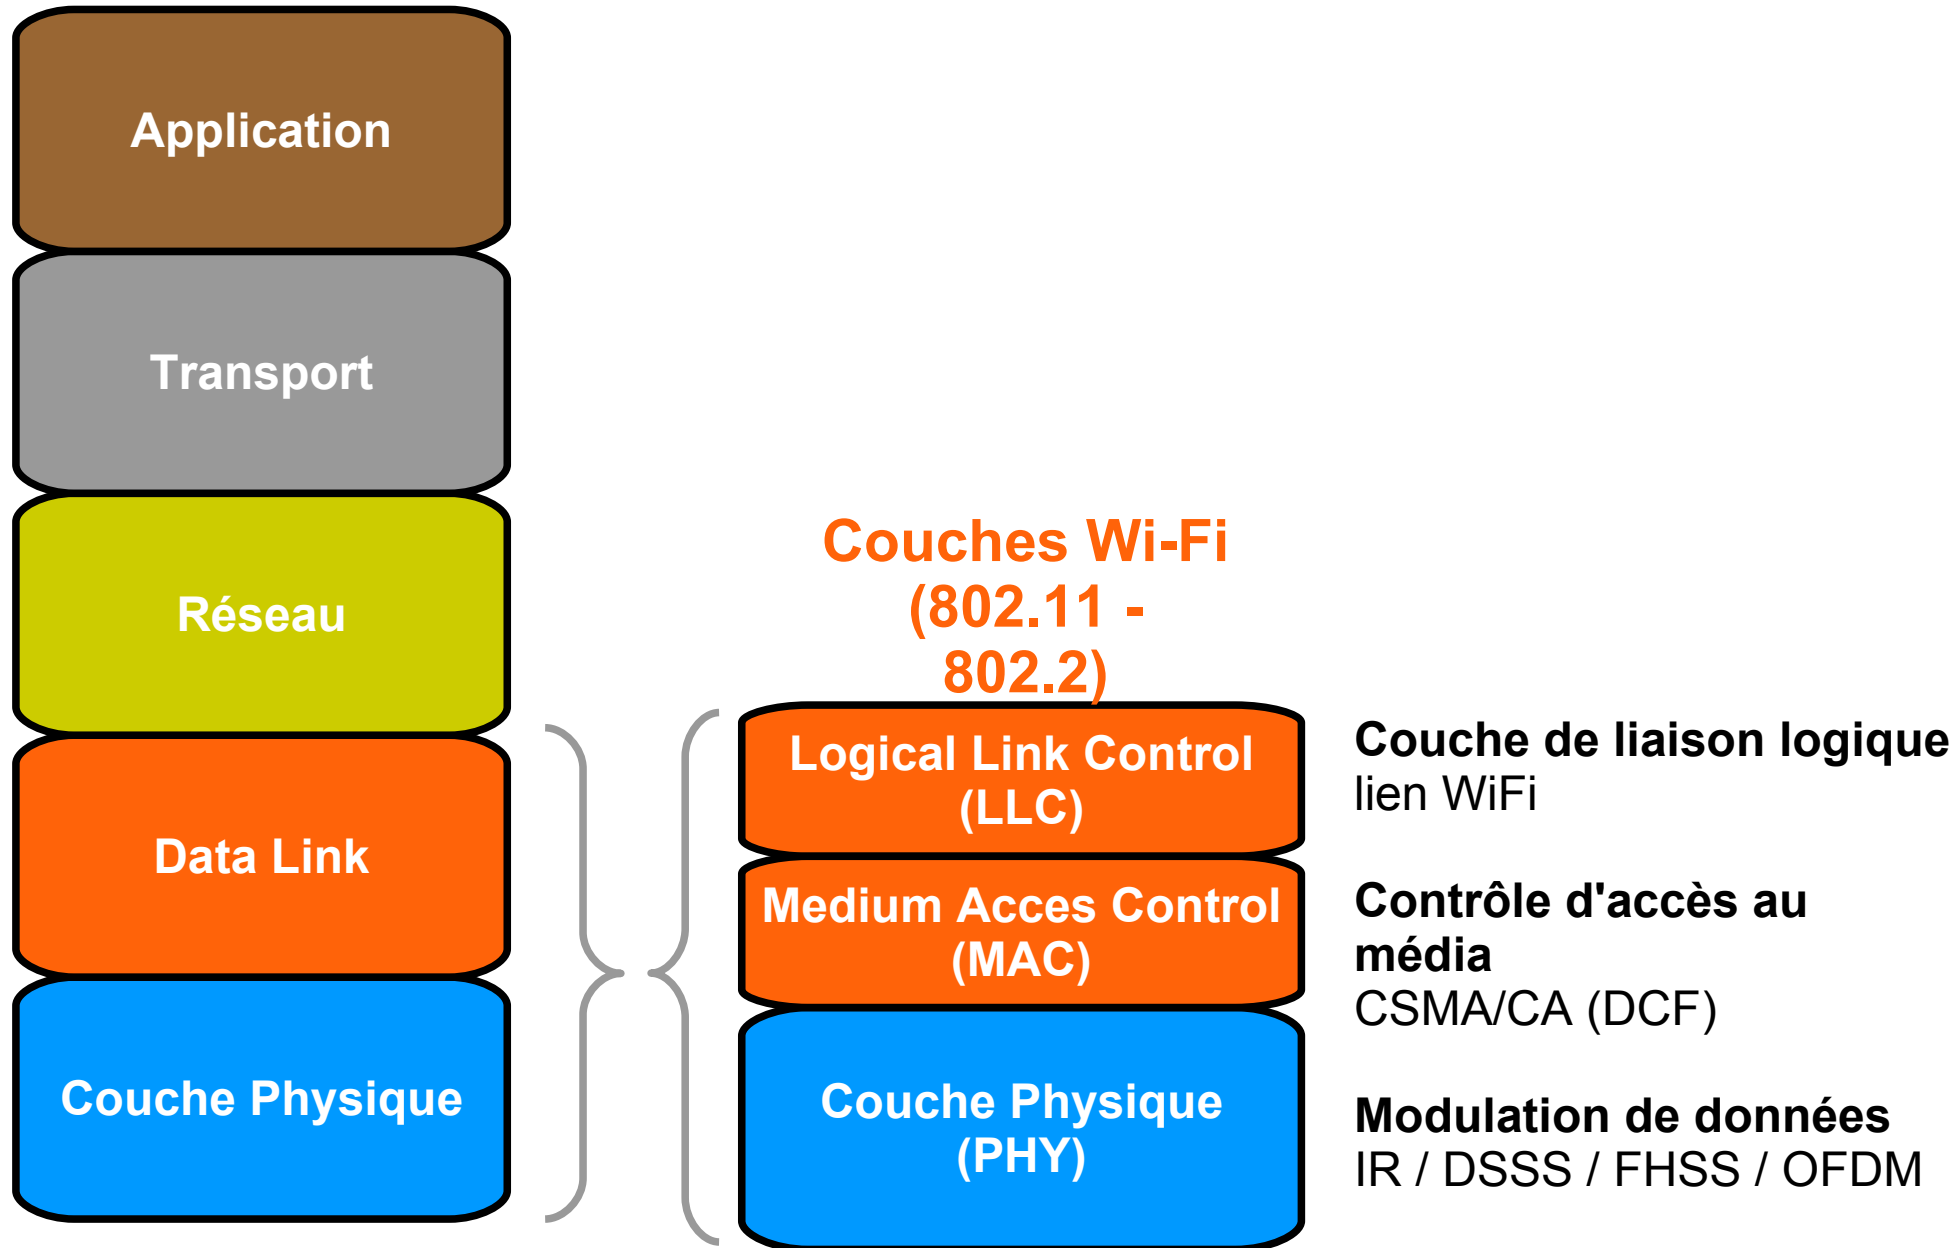 Application
Transport
Réseau
Data Link
Couche Physique
Couches Wi-Fi
(802.11 -
802.2)
Logical Link Control
(LLC)
Medium Acces Control
(MAC)
Couche Physique
(PHY)
Couche de liaison logique
lien WiFi
Contrôle d'accès au
média
CSMA/CA (DCF)
Modulation de données
IR / DSSS / FHSS / OFDM